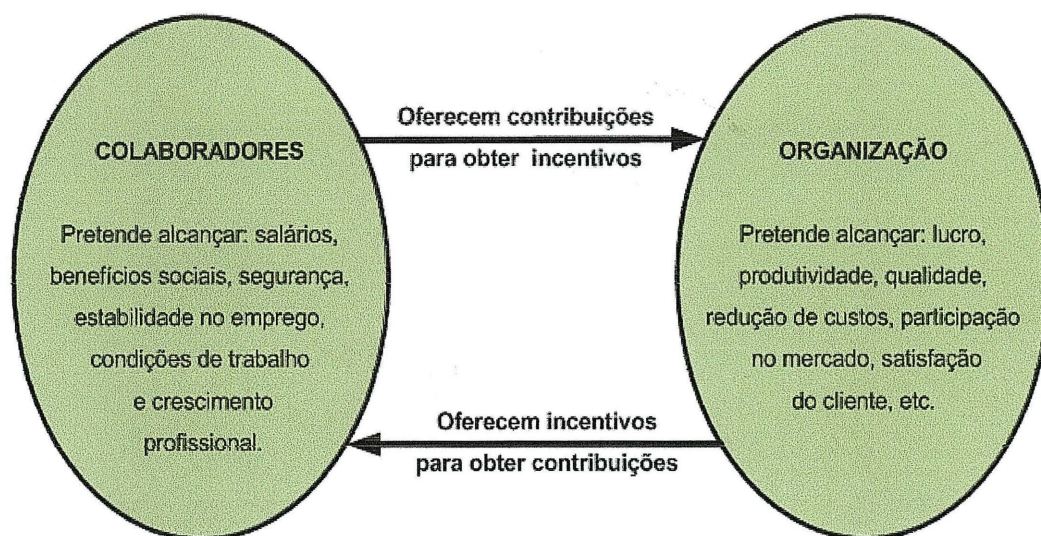 COLABORADORES
Pretende alcançar: salários,
benefícios sociais, segurança,
estabilidade no emprego,
condições de trabalho
e crescimento
profissional.
Oferecem contribuições
para obter incentivos
ORGANIZAÇÃO
Pretende alcançar: lucro,
produtividade, qualidade,
redução de custos, participação
no mercado, satisfação
do cliente, etc.
Oferecem incentivos
para obter contribuições